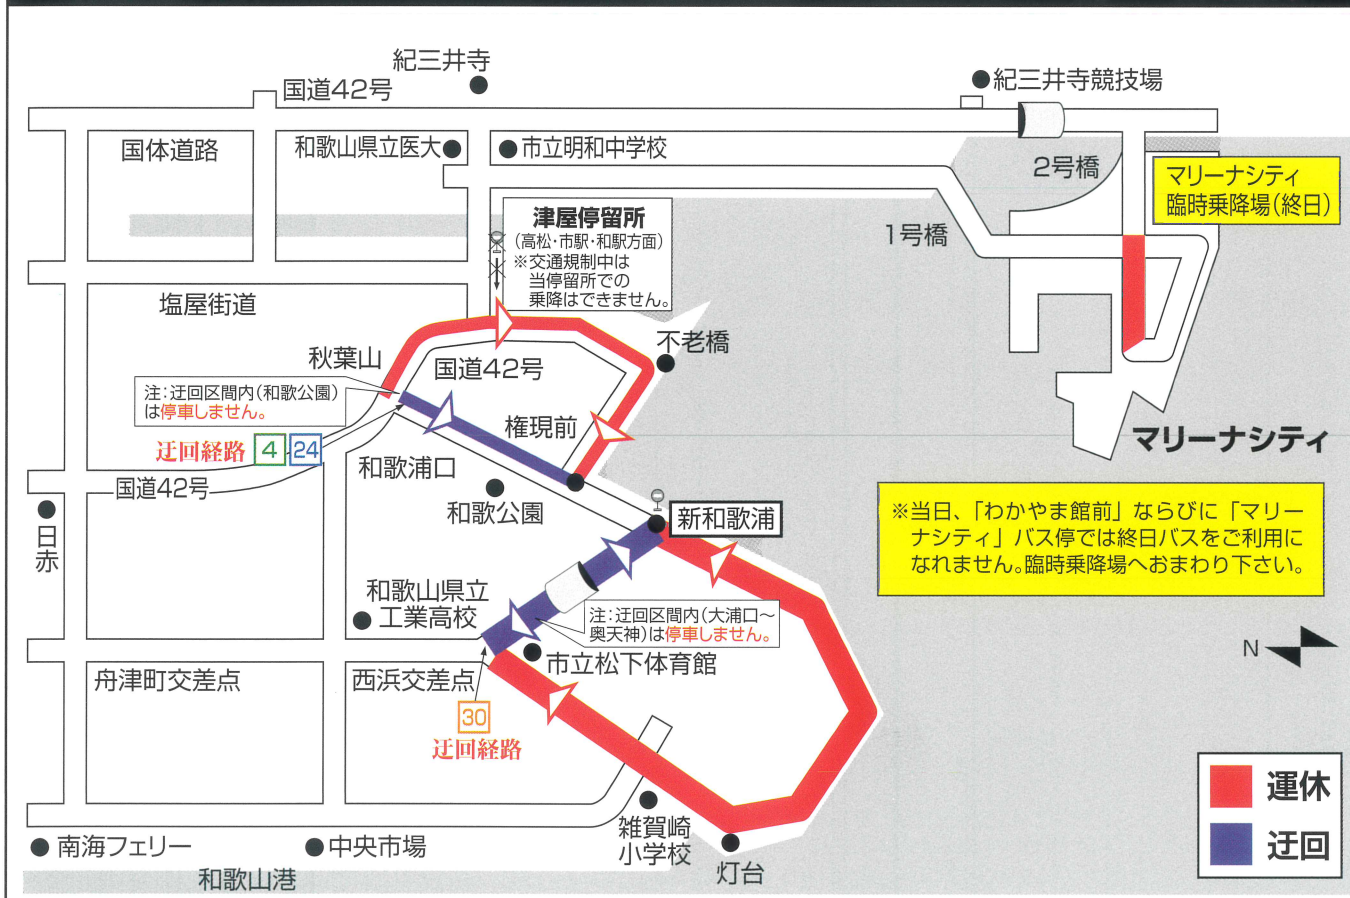 紀三井寺
国道42号
紀三井寺競技場
国体道路
和歌山県立医大
市立明和中学校
2号橋
マリーナシティ
臨時乗降場(終日)
1号橋
津屋停留所
(高松・市駅・和駅方面)
※交通規制中は
当停留所での
乗降はできません。
塩屋街道
秋葉山
国道42号
不老橋
注:迂回区間内(和歌公園)
は停車しません。
権現前
迂回経路 4 24
和歌浦口
国道42号
和歌公園
新和歌浦
マリーナシティ
日赤
※当日、「わかやま館前」ならびに「マリー
ナシティ」バス停では終日バスをご利用に
なれません。臨時乗降場へおまわり下さい。
和歌山県立
工業高校
注:迂回区間内(大浦口~
奥天神)は停車しません。
N
舟津町交差点
西浜交差点
市立松下体育館
30
迂回経路
運休
迂回
南海フェリー
中央市場
雑賀崎
小学校
灯台
和歌山港